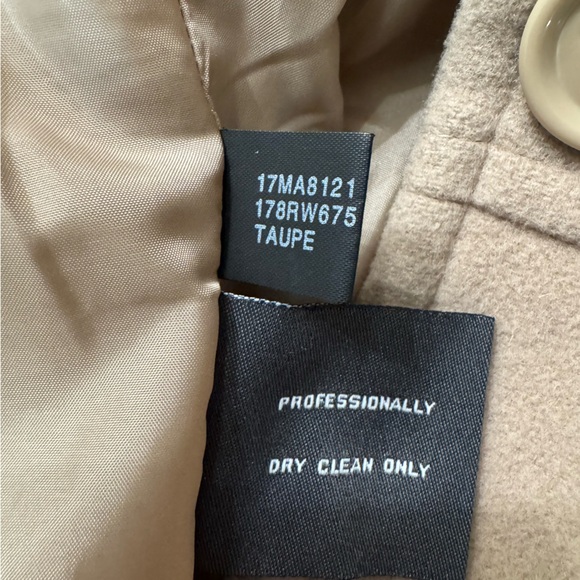 17MA8121
178RW675
TAUPE
PROFESSIONALLY
DRY CLEAN ONLY